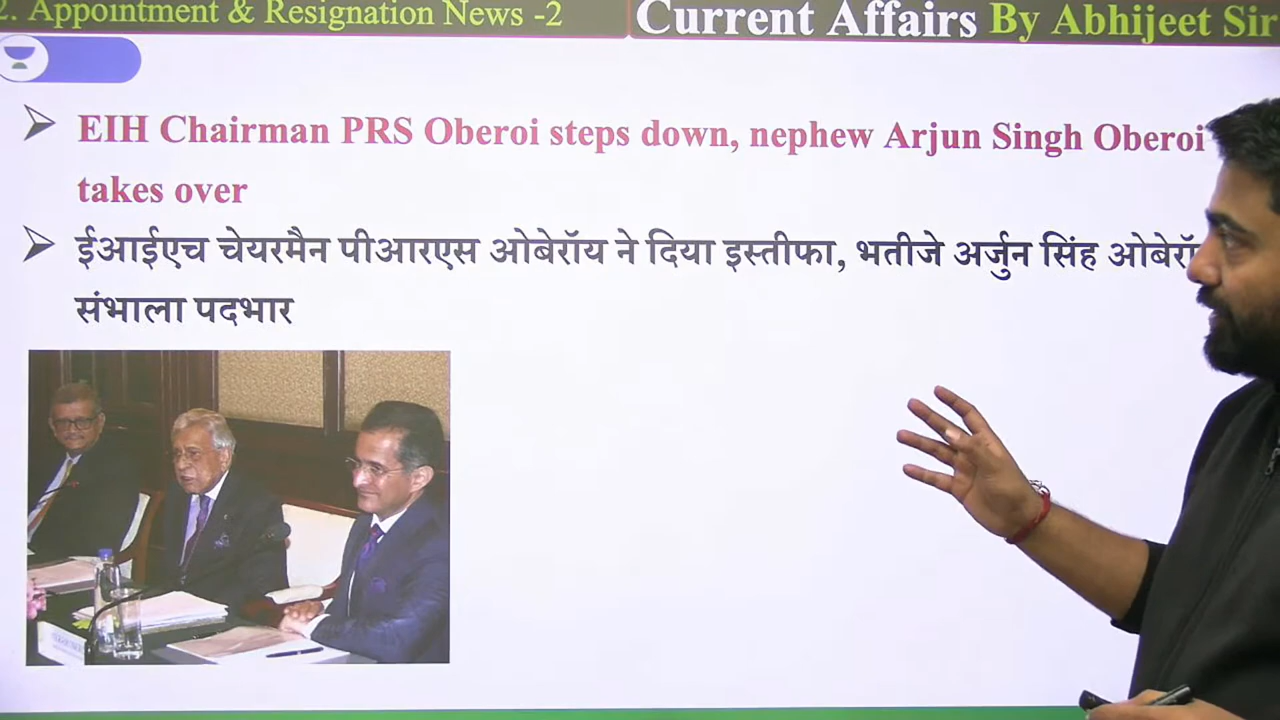 2. Appointment & Resignation News -2
Current Affairs By Abhijeet Sir
EIH Chairman PRS Oberoi steps down, nephew Arjun Singh Oberoi
takes over
ईआईएच चेयरमैन पीआरएस ओबेरॉय ने दिया इस्तीफा, भतीजे अर्जुन सिंह
संभाला पदभार